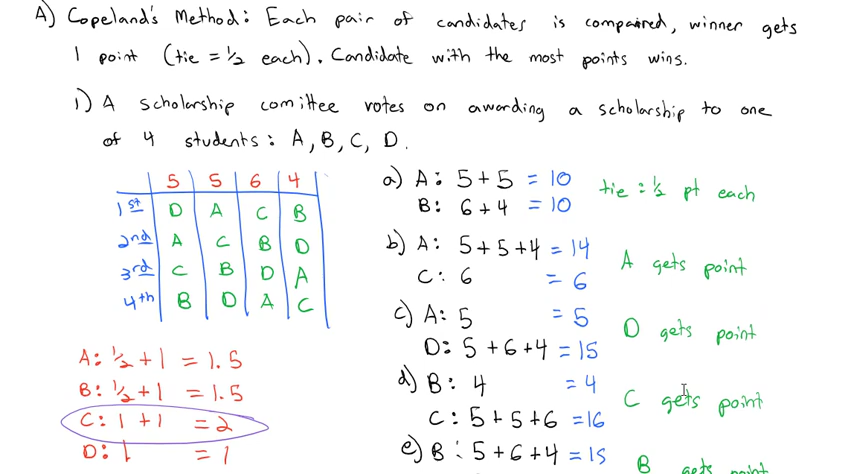 A) Copeland's Method: Each pair of candidates is compaired, winner gets
1 point (tie = 1/2 each). Candidate with the most points wins.
1) A scholarship comittee votes on awarding a scholarship to one
of 4 students: A, B, C, D.
5 5 6 4
1st D A C B
2nd A C B D
3rd C B D A
4th B D A C
A: 1/2 + 1 = 1.5
B: 1/2 + 1 = 1.5
C: 1 + 1 = 2
D: 1 = 1
a) A: 5 + 5 = 10
B: 6 + 4 = 10
tie = 1/2 pt each
b) A: 5 + 5 + 4 = 14
C: 6 = 6
A gets point
c) A: 5 = 5
D: 5 + 6 + 4 = 15
D gets point
d) B: 4 = 4
C: 5 + 5 + 6 = 16
C gets point
e) B: 5 + 6 + 4 = 15
B gets point